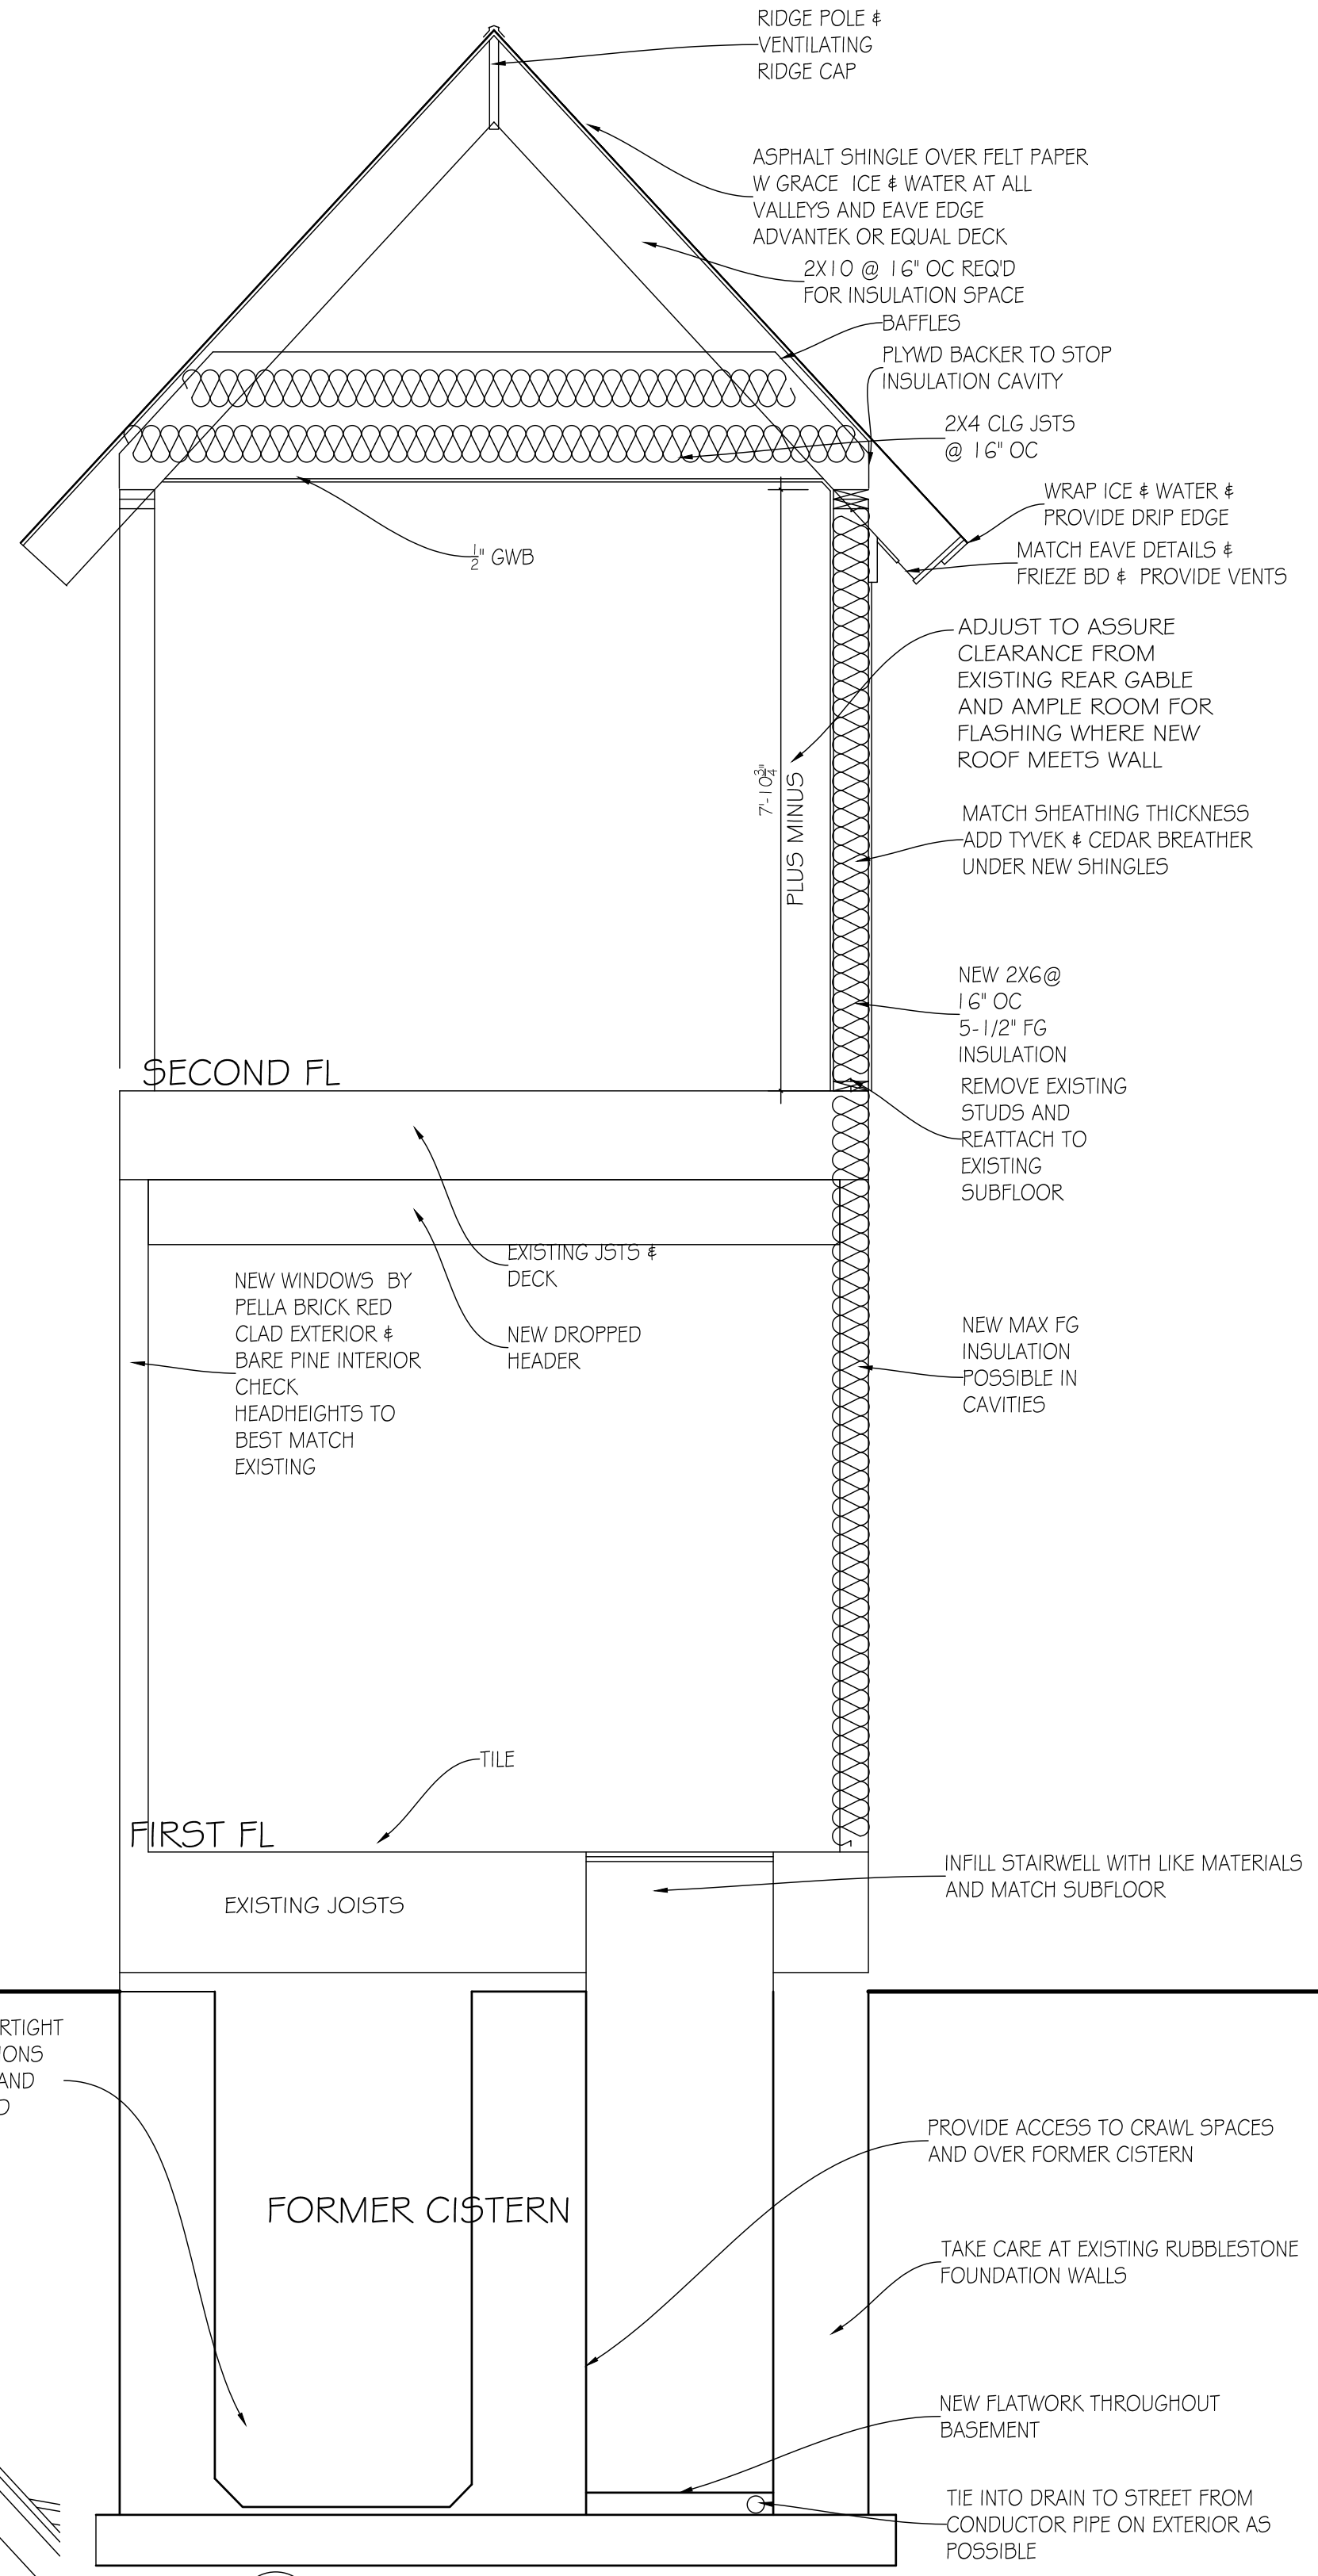 RIDGE POLE &
VENTILATING
RIDGE CAP
ASPHALT SHINGLE OVER FELT PAPER
W GRACE ICE & WATER AT ALL
VALLEYS AND EAVE EDGE
ADVANTEK OR EQUAL DECK
2X10 @ 16" OC REQ'D
FOR INSULATION SPACE
BAFFLES
PLYWD BACKER TO STOP
INSULATION CAVITY
2X4 CLG JSTS
@ 16" OC
WRAP ICE & WATER &
PROVIDE DRIP EDGE
MATCH EAVE DETAILS &
FRIEZE BD & PROVIDE VENTS
1/2" GWB
ADJUST TO ASSURE
CLEARANCE FROM
EXISTING REAR GABLE
AND AMPLE ROOM FOR
FLASHING WHERE NEW
ROOF MEETS WALL
7'-10 3/4"
PLUS MINUS
MATCH SHEATHING THICKNESS
ADD TYVEK & CEDAR BREATHER
UNDER NEW SHINGLES
NEW 2X6@
16" OC
5-1/2" FG
INSULATION
REMOVE EXISTING
STUDS AND
REATTACH TO
EXISTING
SUBFLOOR
SECOND FL
EXISTING JSTS &
DECK
NEW DROPPED
HEADER
NEW WINDOWS BY
PELLA BRICK RED
CLAD EXTERIOR &
BARE PINE INTERIOR
CHECK
HEADHEIGHTS TO
BEST MATCH
EXISTING
NEW MAX FG
INSULATION
POSSIBLE IN
CAVITIES
TILE
FIRST FL
EXISTING JOISTS
INFILL STAIRWELL WITH LIKE MATERIALS
AND MATCH SUBFLOOR
RTIGHT
IONS
AND
FORMER CISTERN
PROVIDE ACCESS TO CRAWL SPACES
AND OVER FORMER CISTERN
TAKE CARE AT EXISTING RUBBLESTONE
FOUNDATION WALLS
NEW FLATWORK THROUGHOUT
BASEMENT
TIE INTO DRAIN TO STREET FROM
CONDUCTOR PIPE ON EXTERIOR AS
POSSIBLE